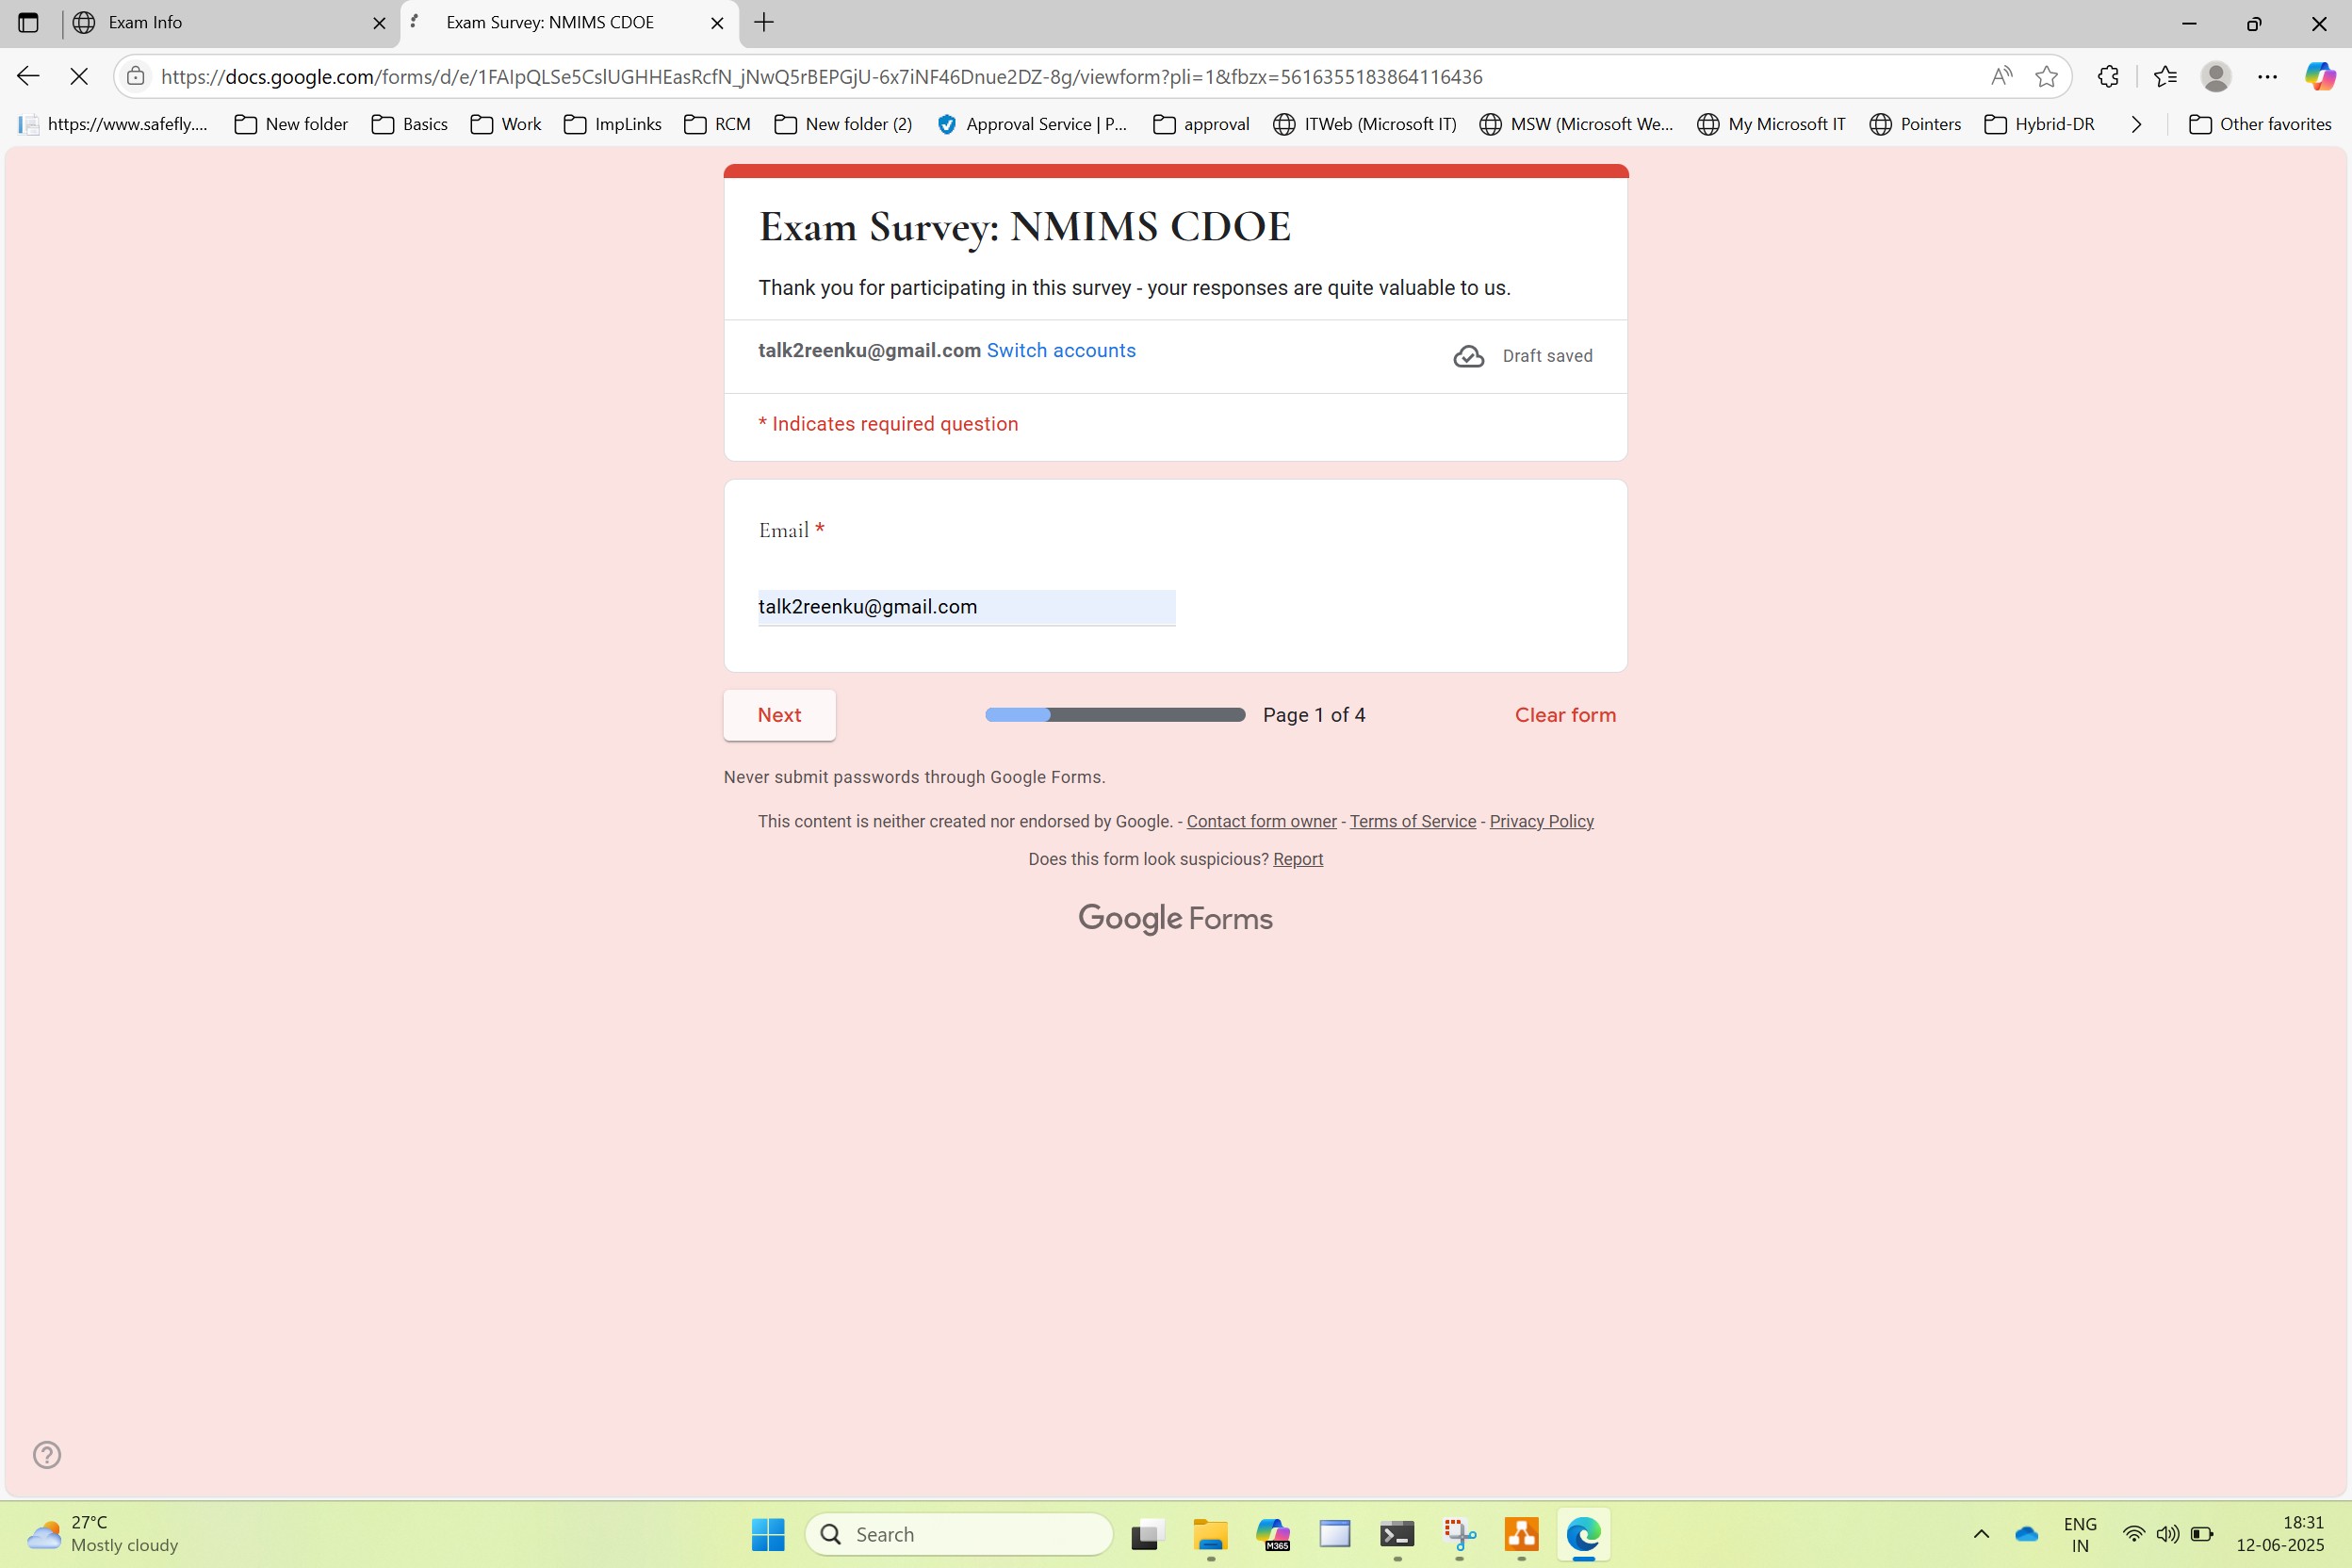 Exam Info
Exam Survey: NMIMS CDOE
https://docs.google.com/forms/d/e/1FAIpQLSe5CslUGHHEasRcfN_jNwQ5rBEPGjU-6x7iNF46Dnue2DZ-8g/viewform?pli=1&fbzx=5616355183864116436
https://www.safefly.... New folder Basics Work ImpLinks RCM New folder (2) Approval Service | P... approval ITWeb (Microsoft IT) MSW (Microsoft We... My Microsoft IT Pointers Hybrid-DR Other favorites
Exam Survey: NMIMS CDOE
Thank you for participating in this survey - your responses are quite valuable to us.
talk2reenku@gmail.com Switch accounts Draft saved
* Indicates required question
Email *
talk2reenku@gmail.com
Next Page 1 of 4 Clear form
Never submit passwords through Google Forms.
This content is neither created nor endorsed by Google. - Contact form owner - Terms of Service - Privacy Policy
Does this form look suspicious? Report
Google Forms
27°C
Mostly cloudy
Search
M365
ENG
IN
18:31
12-06-2025